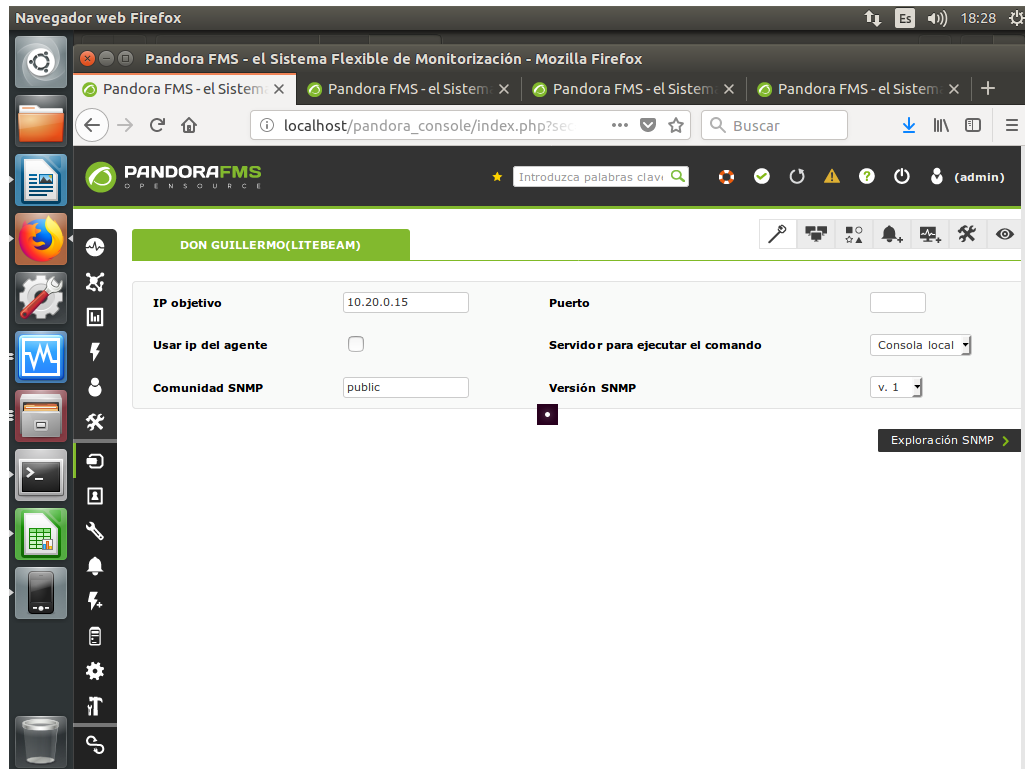 Navegador web Firefox
Es
18:28
Pandora FMS - el Sistema Flexible de Monitorización - Mozilla Firefox
Pandora FMS - el Sistem
Pandora FMS - el Sistem
Pandora FMS - el Sistem
Pandora FMS - el Sistem
localhost/pandora_console/index.php?sec
Buscar
PANDORAFMS
OPENSOURCE
Introduzca palabras clave
(admin)
DON GUILLERMO(LITEBEAM)
IP objetivo
10.20.0.15
Puerto
Usar ip del agente
Servidor para ejecutar el comando
Consola local
Comunidad SNMP
public
Versión SNMP
v. 1
Exploración SNMP